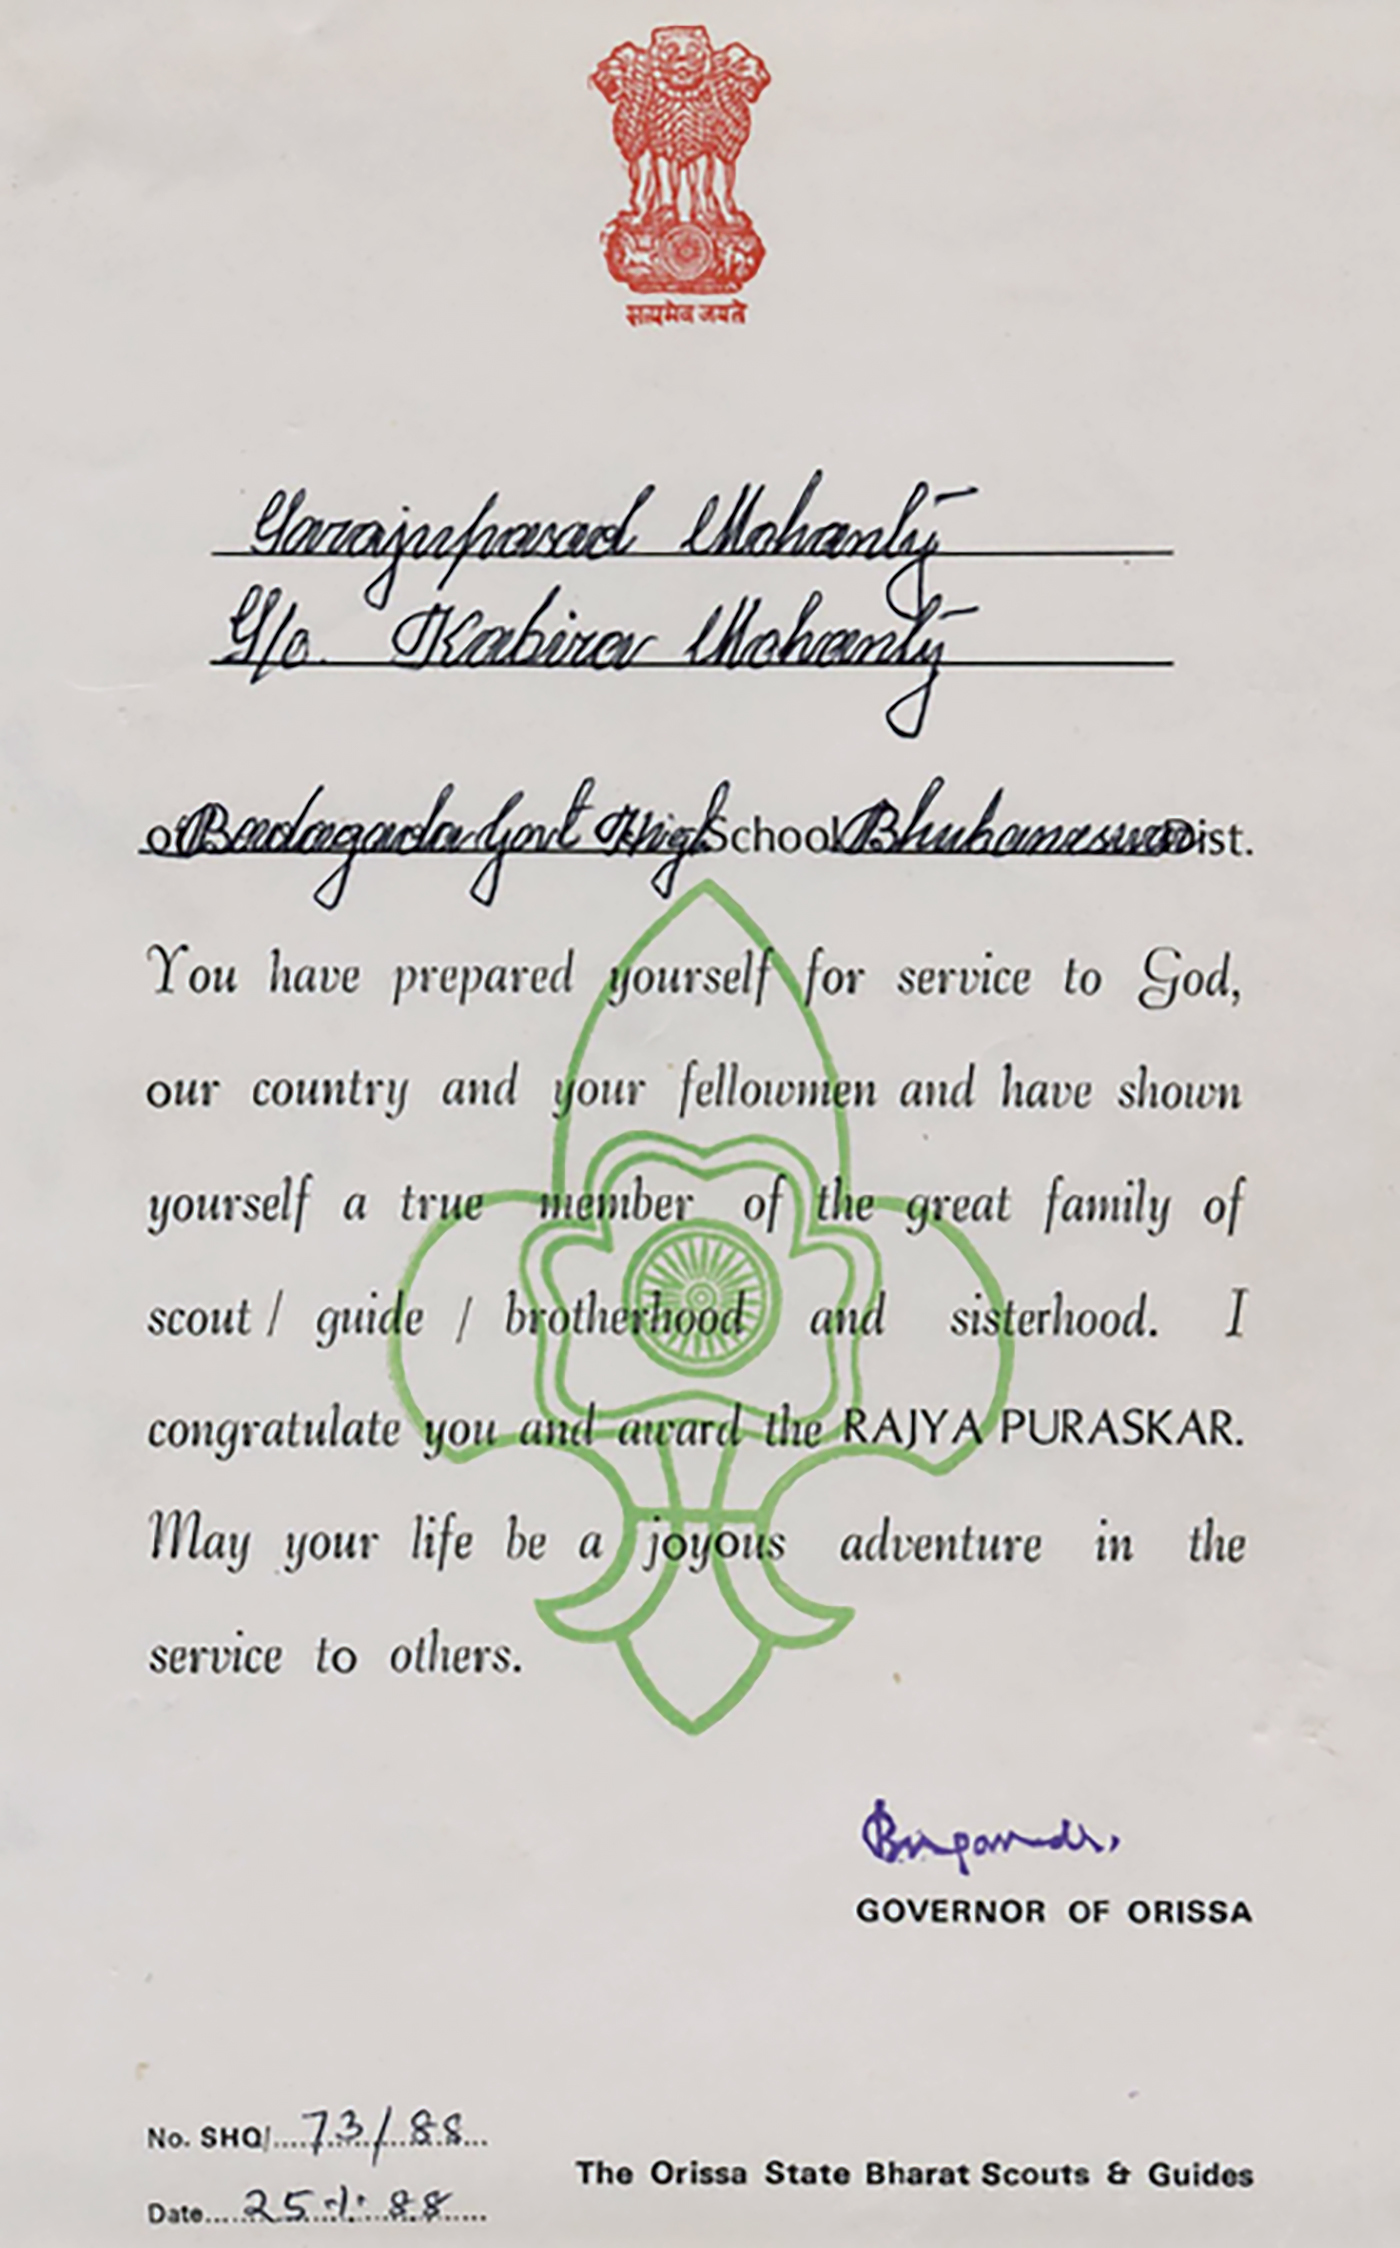 सत्यमेव जयते
Sarajuprasad Mohanty
S/o. Kabira Mohanty
of Badagada Govt High School Bhubaneswar Dist.
You have prepared yourself for service to God,
our country and your fellowmen and have shown
yourself a true member of the great family of
scout / guide / brotherhood and sisterhood. I
congratulate you and award the RAJYA PURASKAR.
May your life be a joyous adventure in the
service to others.
GOVERNOR OF ORISSA
No. SHQ/....73/88...
The Orissa State Bharat Scouts & Guides
Date....25.1.88.....